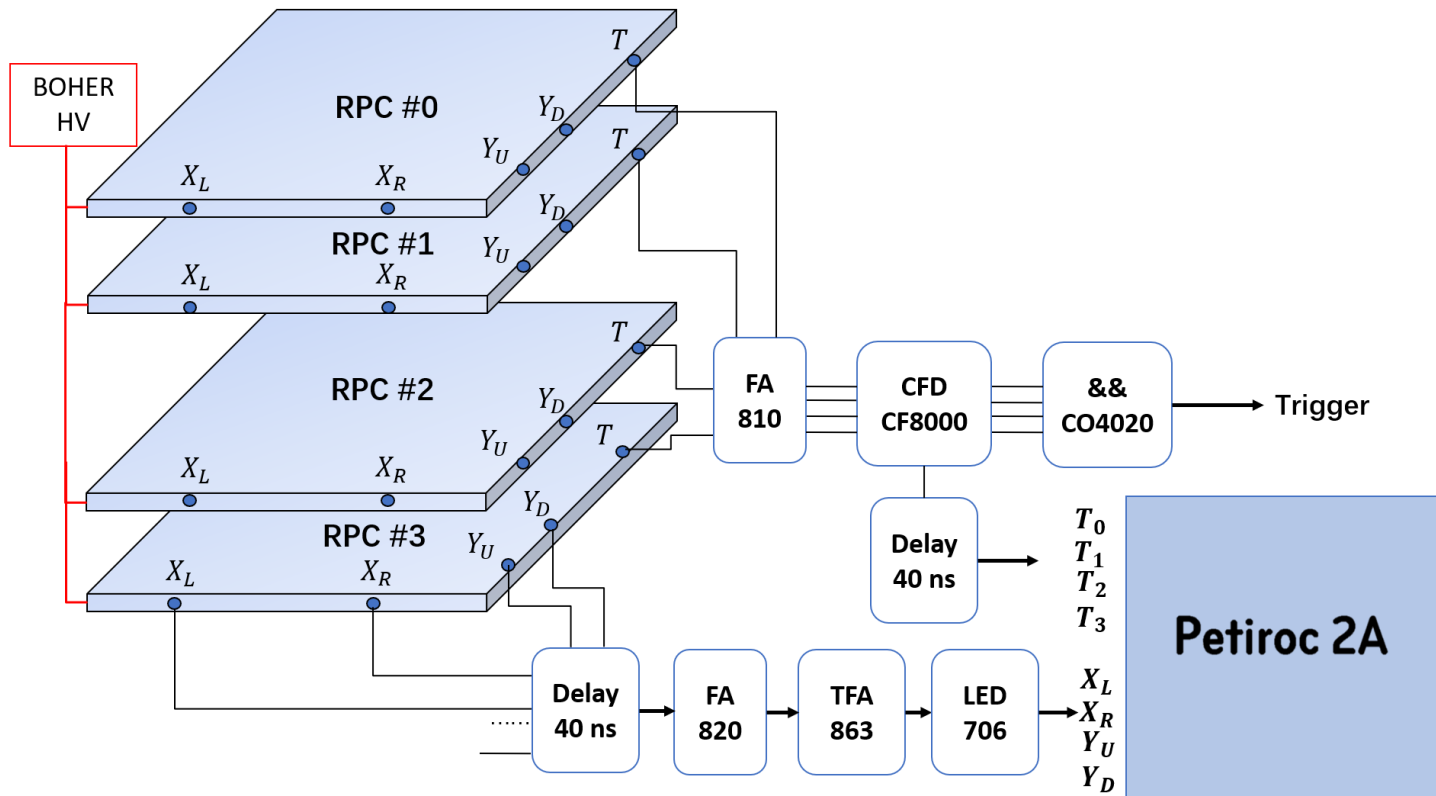 BOHER
HV
RPC #0
T
Y_D
Y_U
X_L
X_R
RPC #1
T
Y_D
Y_U
X_L
X_R
RPC #2
T
Y_D
Y_U
X_L
X_R
RPC #3
T
Y_D
Y_U
X_L
X_R
FA
810
CFD
CF8000
&&
CO4020
Trigger
Delay
40 ns
T_0
T_1
T_2
T_3
Delay
40 ns
......
FA
820
TFA
863
LED
706
X_L
X_R
Y_U
Y_D
Petiroc 2A